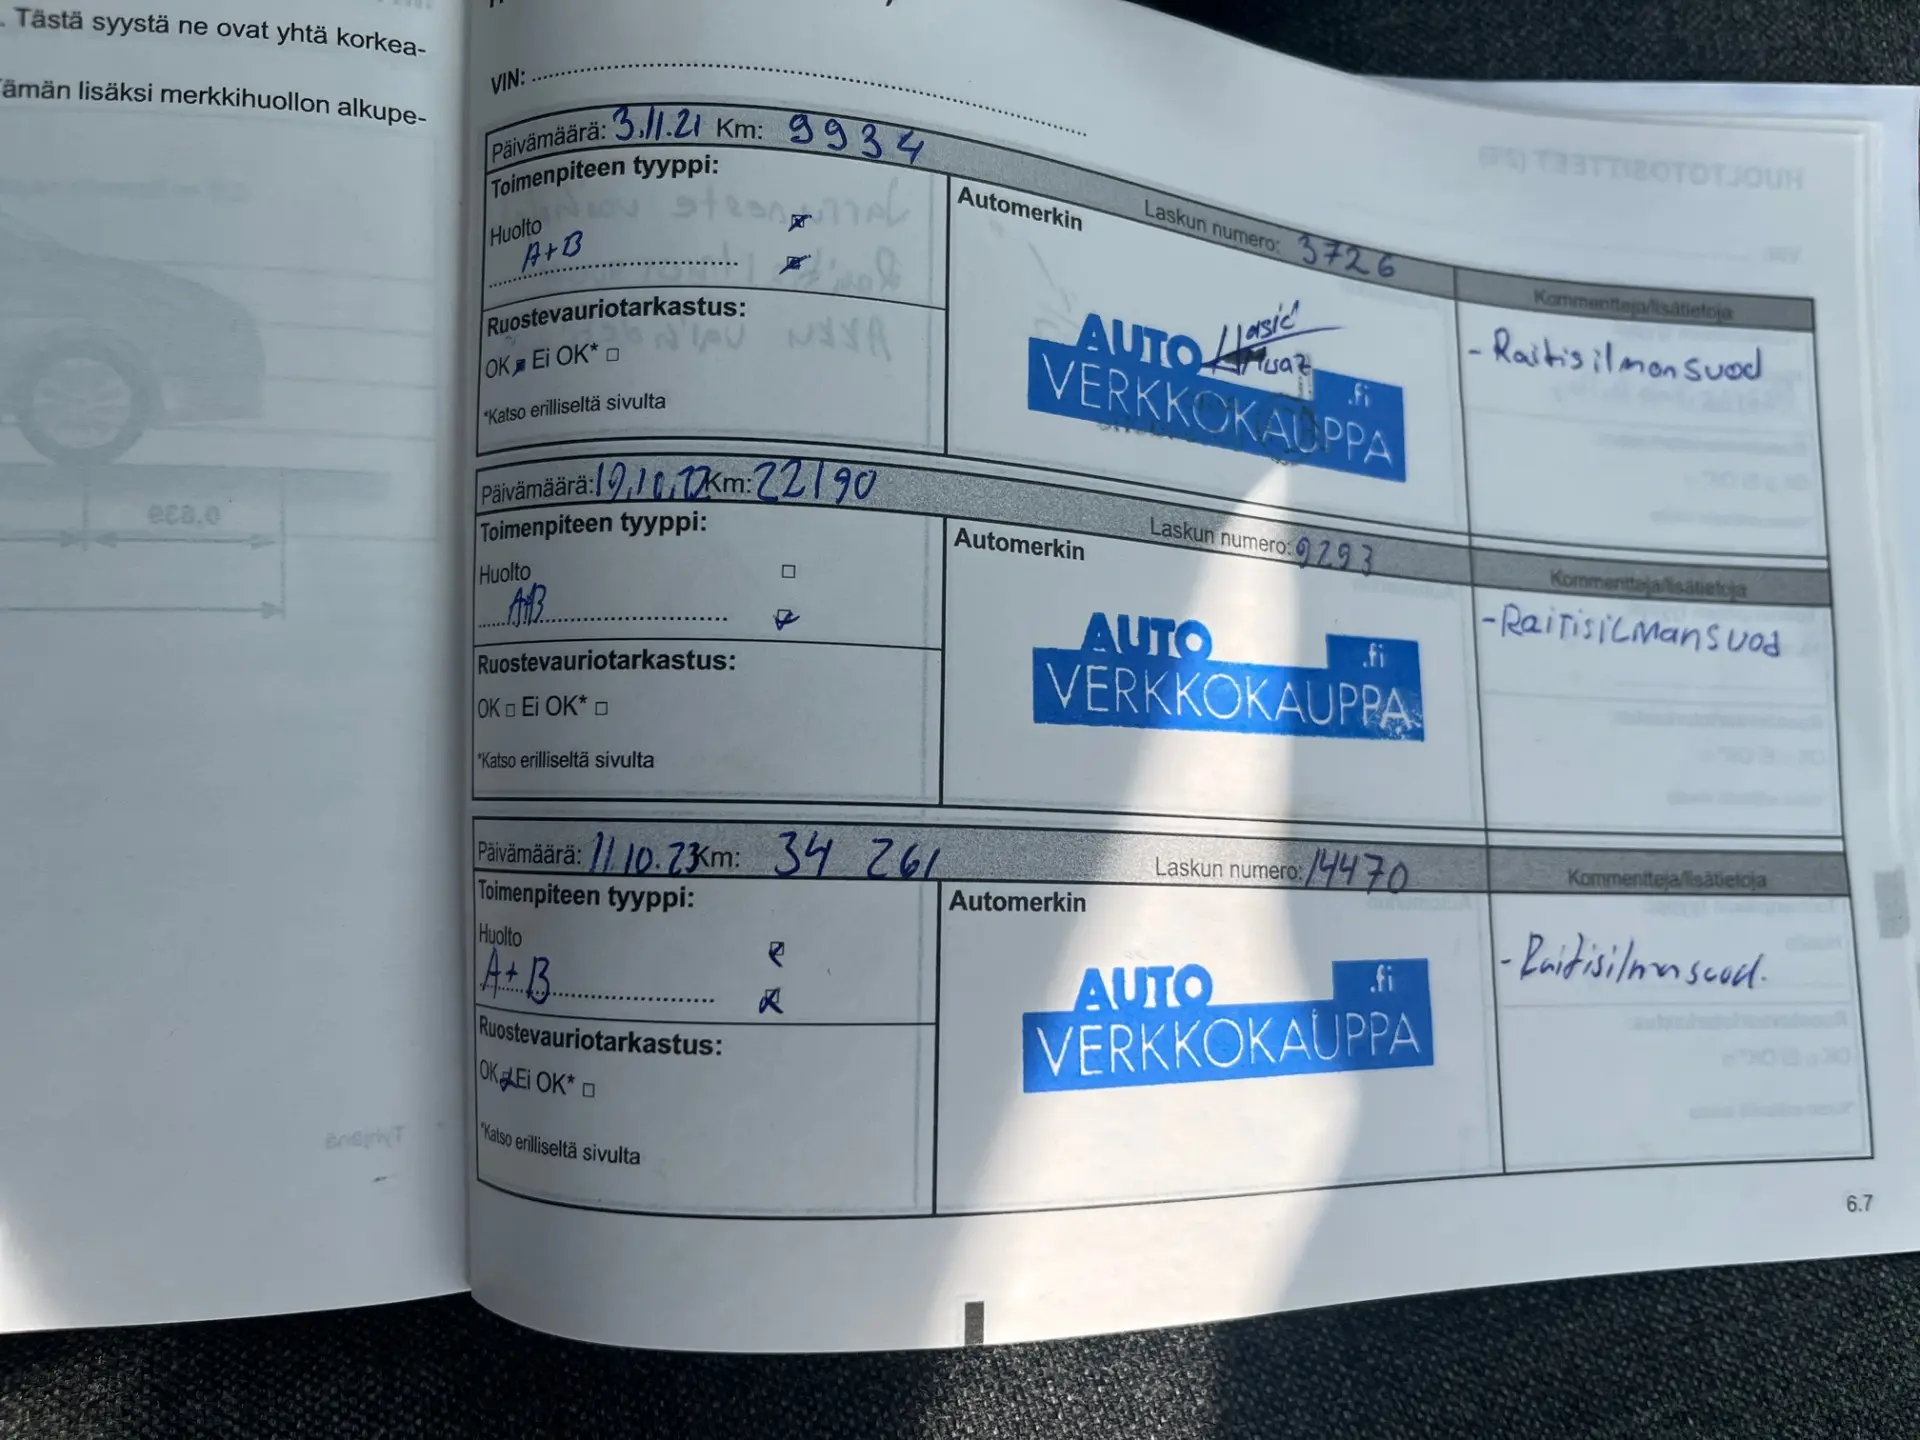 . Tästä syystä ne ovat yhtä korkea-
ämän lisäksi merkkihuollon alkupe-
VIN:
Päivämäärä: 3.11.21 Km: 9934
Laskun numero: 3726
Toimenpiteen tyyppi:
Huolto
A+B
Ruostevauriotarkastus:
OK Ei OK*
*Katso erilliseltä sivulta
Automerkin
AUTO
VERKKOKAUPPA
.fi
Kommentteja/lisätietoja
- Raitisilmansuod
Päivämäärä: 19.10.22 Km: 22190
Laskun numero: 9293
Toimenpiteen tyyppi:
Huolto
A+B
Ruostevauriotarkastus:
OK Ei OK*
*Katso erilliseltä sivulta
Automerkin
AUTO
VERKKOKAUPPA
.fi
Kommentteja/lisätietoja
- RAITISILMANSUOD
Päivämäärä: 11.10.23 Km: 34 261
Laskun numero: 14470
Toimenpiteen tyyppi:
Huolto
A+B
Ruostevauriotarkastus:
OK Ei OK*
*Katso erilliseltä sivulta
Automerkin
AUTO
VERKKOKAUPPA
.fi
Kommentteja/lisätietoja
- Raitisilmansuod.
6.7